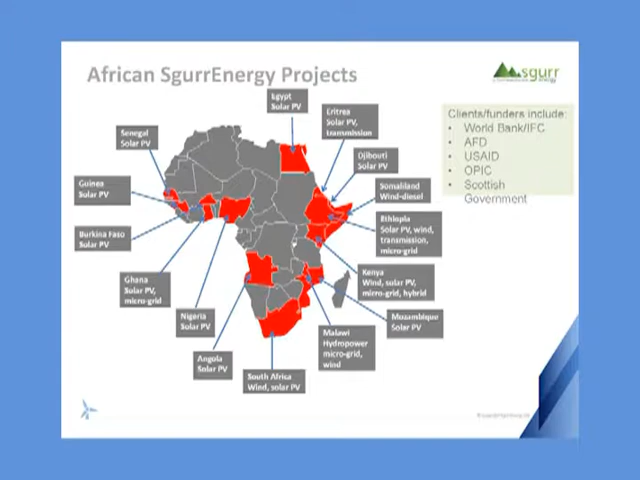 African SgurrEnergy Projects
sgurr
energy
Egypt
Solar PV
Eritrea
Solar PV,
transmission
Clients/funders include:
• World Bank/IFC
• AFD
• USAID
• OPIC
• Scottish
Government
Senegal
Solar PV
Djibouti
Solar PV
Guinea
Solar PV
Somaliland
Wind-diesel
Burkina Faso
Solar PV
Ethiopia
Solar PV, wind,
transmission,
micro-grid
Ghana
Solar PV,
micro-grid
Kenya
Wind, solar PV,
micro-grid, hybrid
Nigeria
Solar PV
Mozambique
Solar PV
Malawi
Hydropower
micro-grid,
wind
Angola
Solar PV
South Africa
Wind, solar PV